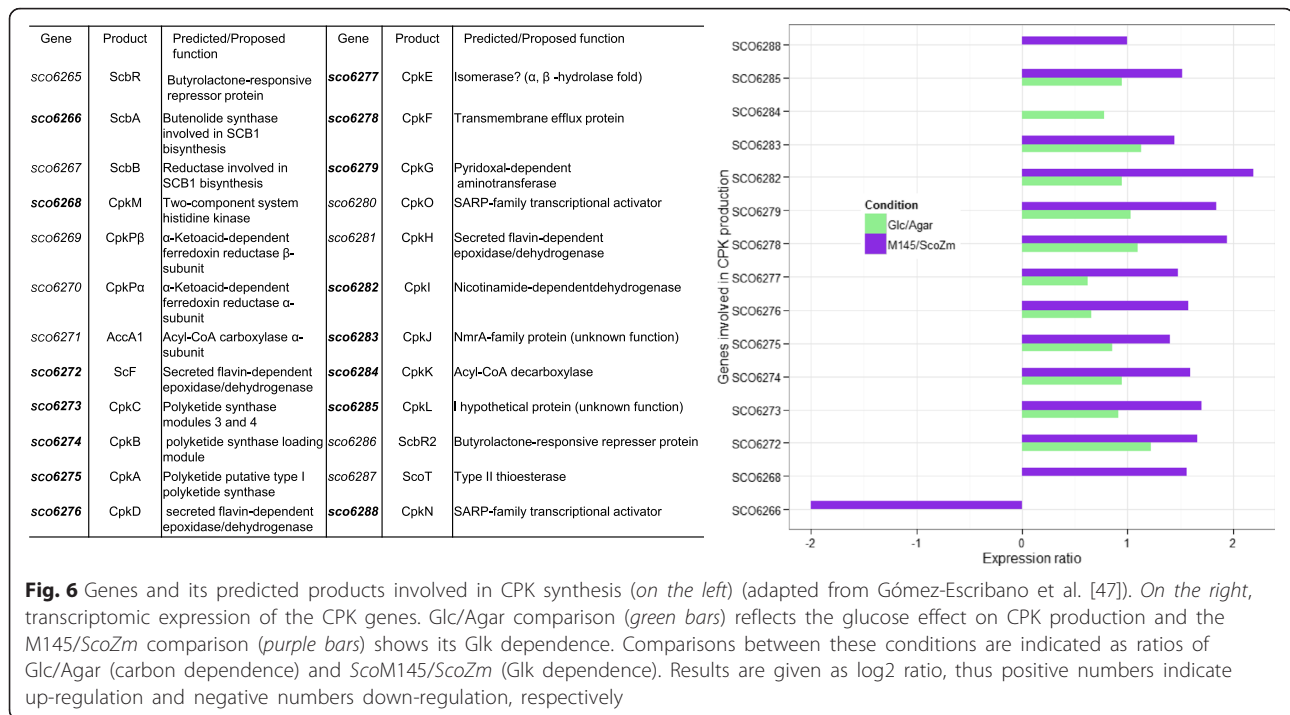 Gene Product Predicted/Proposed function Gene Product Predicted/Proposed function
sco6265 ScbR Butyrolactone-responsive repressor protein sco6277 CpkE Isomerase? (α, β -hydrolase fold)
sco6266 ScbA Butenolide synthase involved in SCB1 bisynthesis sco6278 CpkF Transmembrane efflux protein
sco6267 ScbB Reductase involved in SCB1 bisynthesis sco6279 CpkG Pyridoxal-dependent aminotransferase
sco6268 CpkM Two-component system histidine kinase sco6280 CpkO SARP-family transcriptional activator
sco6269 CpkPβ α-Ketoacid-dependent ferredoxin reductase β-subunit sco6281 CpkH Secreted flavin-dependent epoxidase/dehydrogenase
sco6270 CpkPα α-Ketoacid-dependent ferredoxin reductase α-subunit sco6282 CpkI Nicotinamide-dependentdehydrogenase
sco6271 AccA1 Acyl-CoA carboxylase α-subunit sco6283 CpkJ NmrA-family protein (unknown function)
sco6272 ScF Secreted flavin-dependent epoxidase/dehydrogenase sco6284 CpkK Acyl-CoA decarboxylase
sco6273 CpkC Polyketide synthase modules 3 and 4 sco6285 CpkL l hypothetical protein (unknown function)
sco6274 CpkB polyketide synthase loading module sco6286 ScbR2 Butyrolactone-responsive represser protein
sco6275 CpkA Polyketide putative type I polyketide synthase sco6287 ScoT Type II thioesterase
sco6276 CpkD secreted flavin-dependent epoxidase/dehydrogenase sco6288 CpkN SARP-family transcriptional activator
Genes involved in CPK production
SCO6288
SCO6285
SCO6284
SCO6283
SCO6282
SCO6279
SCO6278
SCO6277
SCO6276
SCO6275
SCO6274
SCO6273
SCO6272
SCO6268
SCO6266
Condition
Glc/Agar
M145/ScoZm
-2 -1 0 1 2
Expression ratio
Fig. 6 Genes and its predicted products involved in CPK synthesis (on the left) (adapted from Gómez-Escribano et al. [47]). On the right,
transcriptomic expression of the CPK genes. Glc/Agar comparison (green bars) reflects the glucose effect on CPK production and the
M145/ScoZm comparison (purple bars) shows its Glk dependence. Comparisons between these conditions are indicated as ratios of
Glc/Agar (carbon dependence) and ScoM145/ScoZm (Glk dependence). Results are given as log2 ratio, thus positive numbers indicate
up-regulation and negative numbers down-regulation, respectively